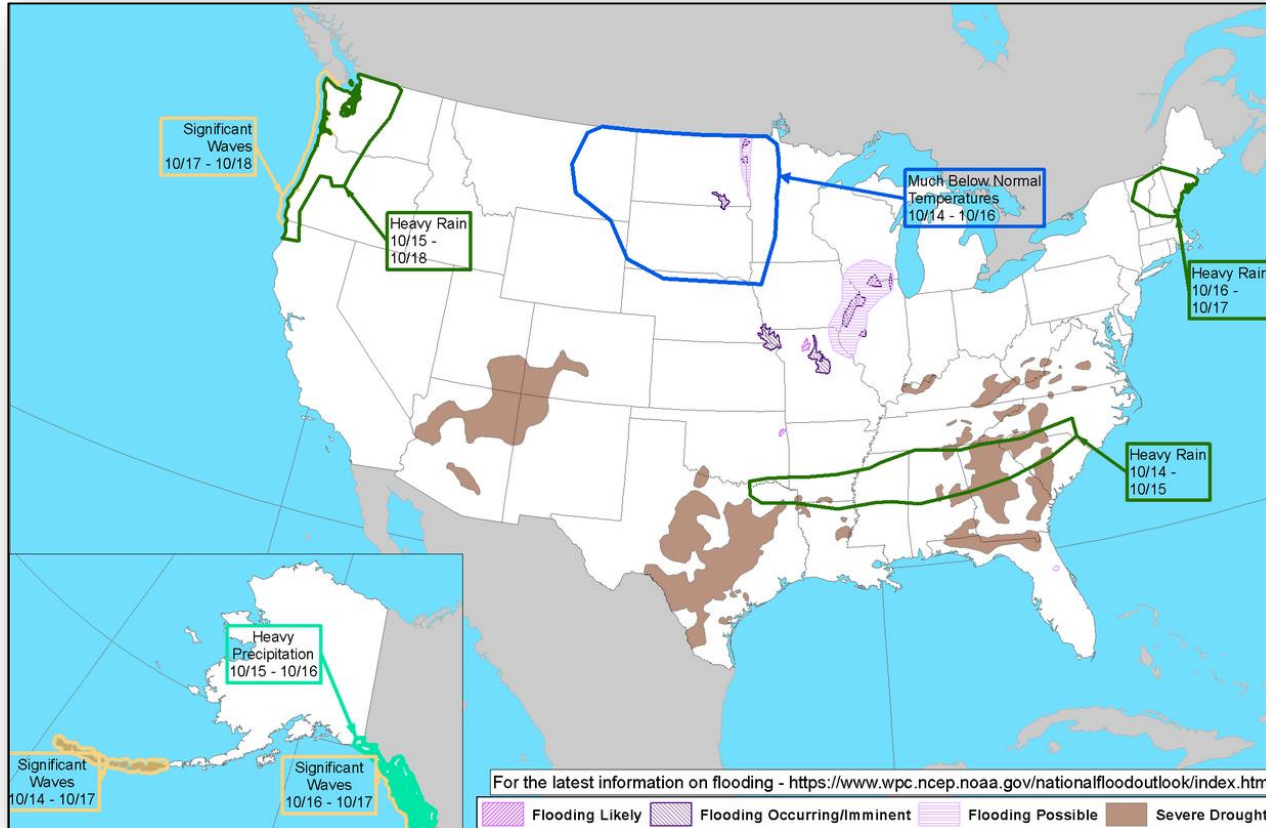 Significant
Waves
10/17 - 10/18
Heavy Rain
10/15 -
10/18
Much Below Normal
Temperatures
10/14 - 10/16
Heavy Rain
10/16 -
10/17
Heavy Rain
10/14 -
10/15
Heavy
Precipitation
10/15 - 10/16
Significant
Waves
10/14 - 10/17
Significant
Waves
10/16 - 10/17
For the latest information on flooding - https://www.wpc.ncep.noaa.gov/nationalfloodoutlook/index.htm
Flooding Likely Flooding Occurring/Imminent Flooding Possible Severe Drought